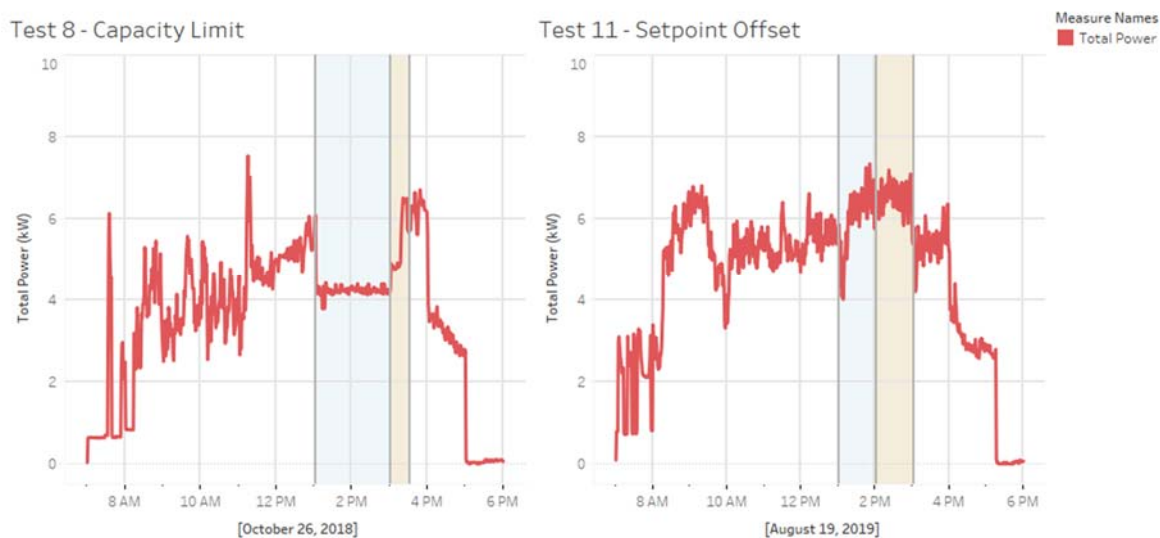 Test 8 - Capacity Limit
10
8
6
4
2
0
Total Power (kW)
8 AM 10 AM 12 PM 2 PM 4 PM 6 PM
[October 26, 2018]
Test 11 - Setpoint Offset
10
8
6
4
2
0
Total Power (kW)
8 AM 10 AM 12 PM 2 PM 4 PM 6 PM
[August 19, 2019]
Measure Names
Total Power